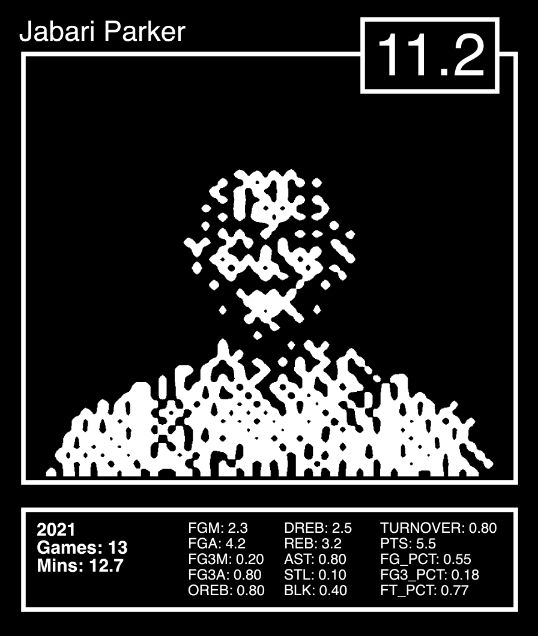 Jabari Parker
11.2
2021
Games: 13
Mins: 12.7
FGM: 2.3
FGA: 4.2
FG3M: 0.20
FG3A: 0.80
OREB: 0.80
DREB: 2.5
REB: 3.2
AST: 0.80
STL: 0.10
BLK: 0.40
TURNOVER: 0.80
PTS: 5.5
FG_PCT: 0.55
FG3_PCT: 0.18
FT_PCT: 0.77